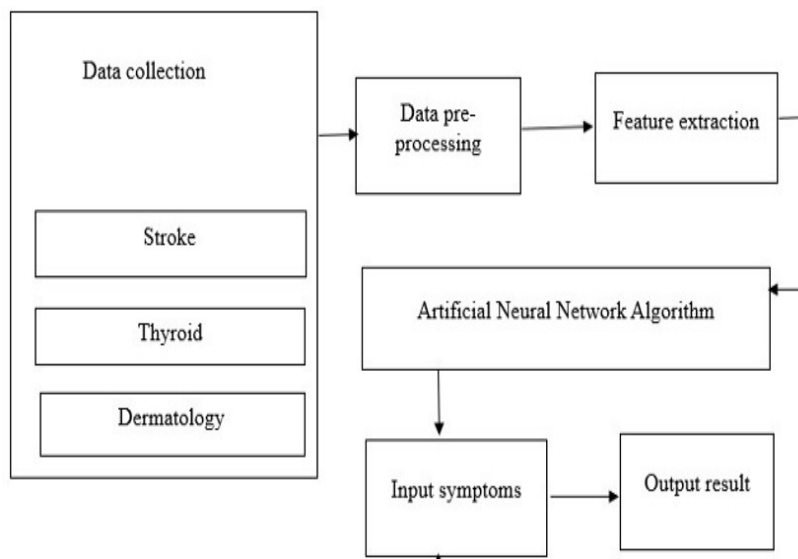 Data collection
Stroke
Thyroid
Dermatology
Data pre-
processing
Feature extraction
Artificial Neural Network Algorithm
Input symptoms
Output result